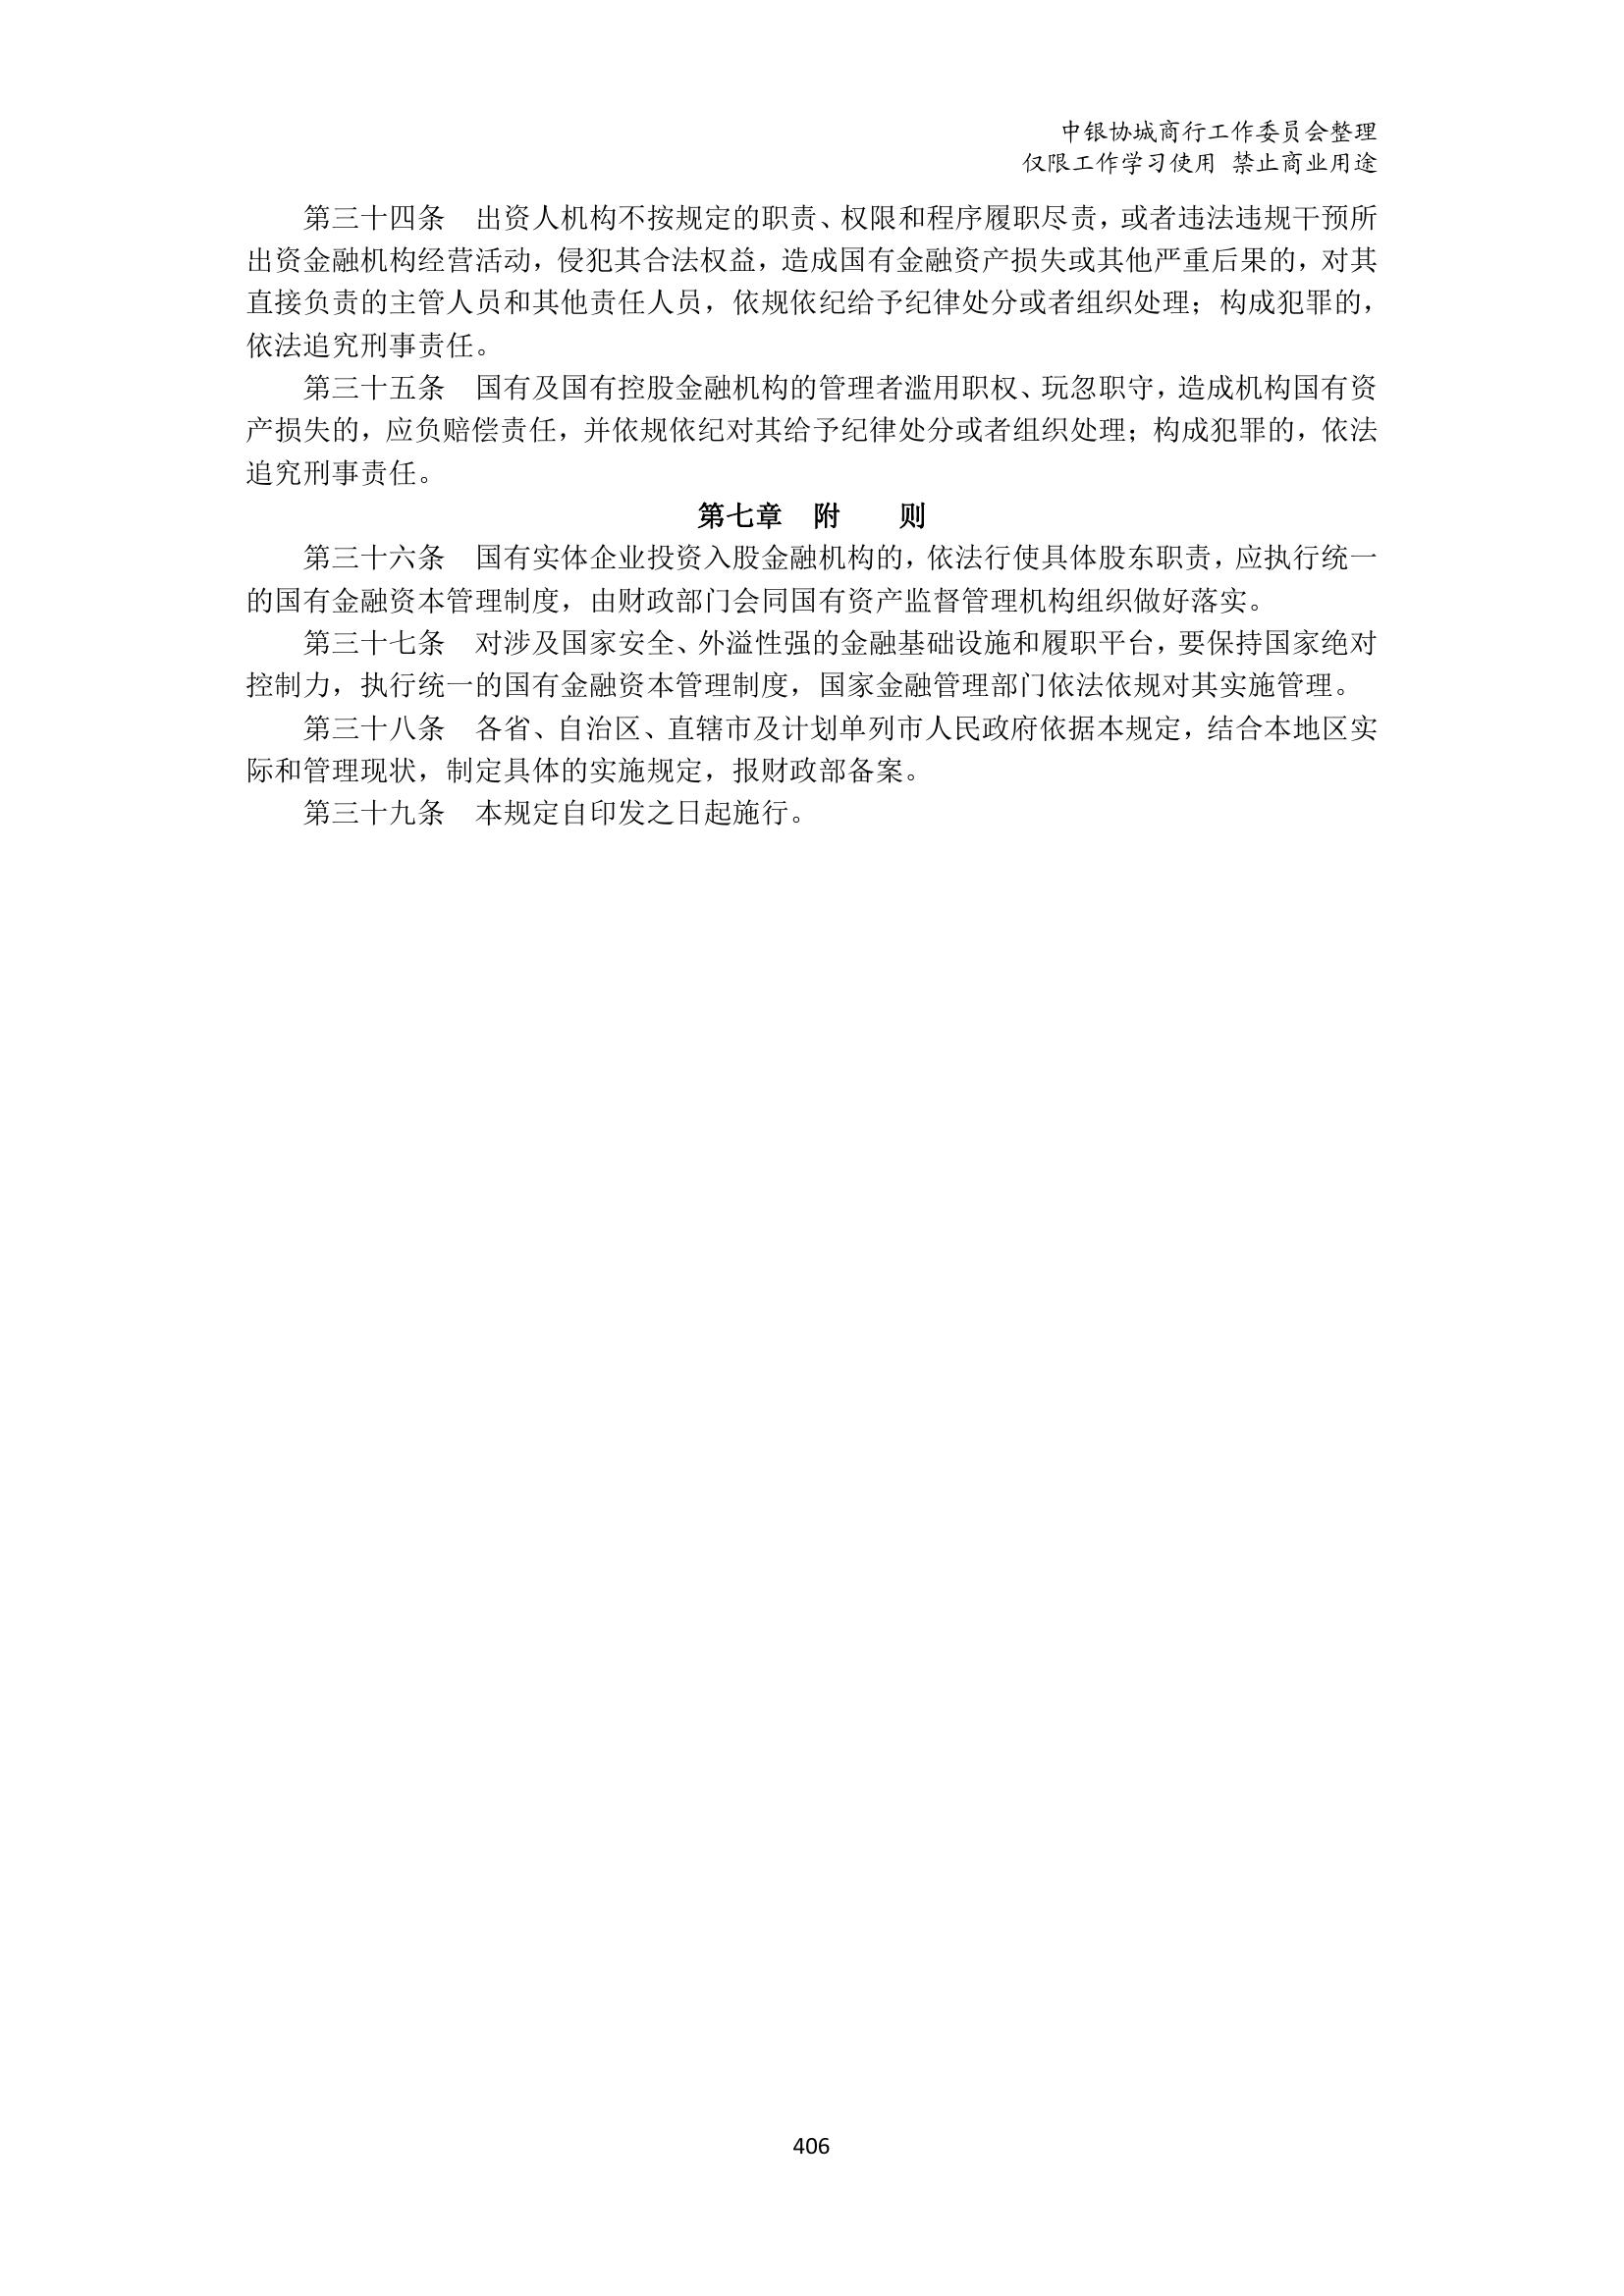 中银协城商行工作委员会整理
仅限工作学习使用 禁止商业用途
第三十四条　出资人机构不按规定的职责、权限和程序履职尽责，或者违法违规干预所
出资金融机构经营活动，侵犯其合法权益，造成国有金融资产损失或其他严重后果的，对其
直接负责的主管人员和其他责任人员，依规依纪给予纪律处分或者组织处理；构成犯罪的，
依法追究刑事责任。
第三十五条　国有及国有控股金融机构的管理者滥用职权、玩忽职守，造成机构国有资
产损失的，应负赔偿责任，并依规依纪对其给予纪律处分或者组织处理；构成犯罪的，依法
追究刑事责任。
第七章　附　　则
第三十六条　国有实体企业投资入股金融机构的，依法行使具体股东职责，应执行统一
的国有金融资本管理制度，由财政部门会同国有资产监督管理机构组织做好落实。
第三十七条　对涉及国家安全、外溢性强的金融基础设施和履职平台，要保持国家绝对
控制力，执行统一的国有金融资本管理制度，国家金融管理部门依法依规对其实施管理。
第三十八条　各省、自治区、直辖市及计划单列市人民政府依据本规定，结合本地区实
际和管理现状，制定具体的实施规定，报财政部备案。
第三十九条　本规定自印发之日起施行。
406